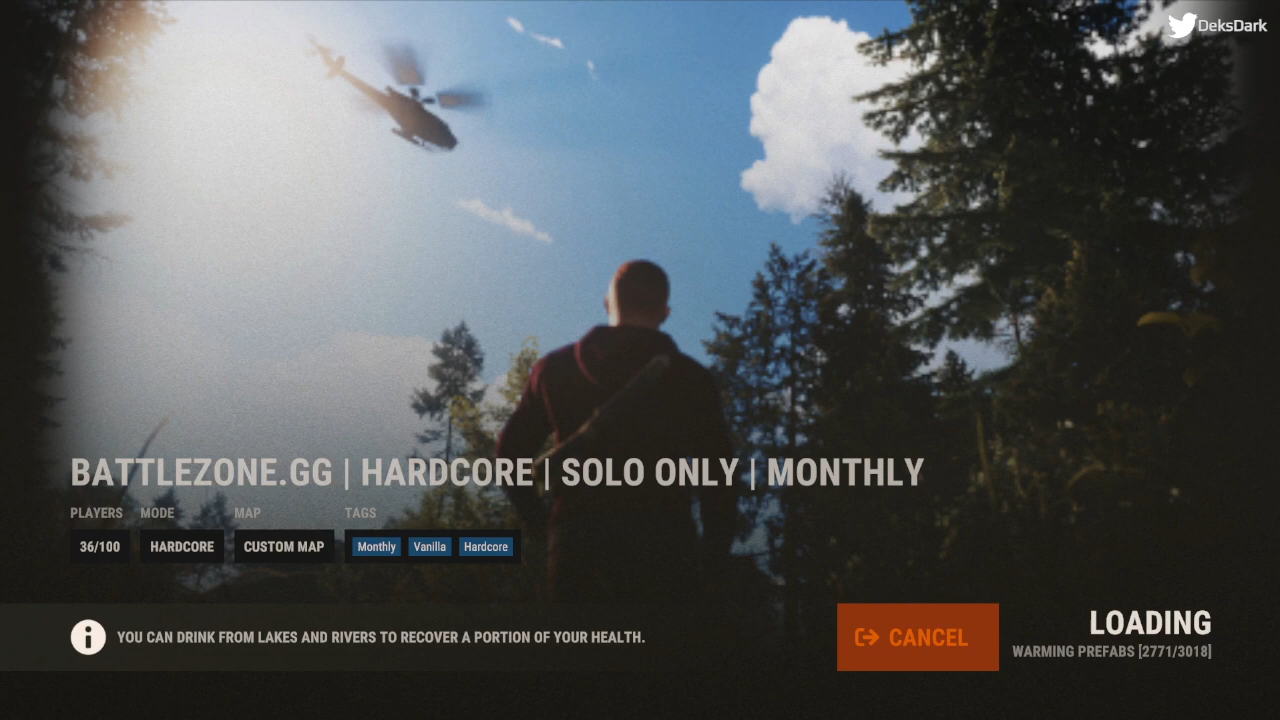 DeksDark
BATTLEZONE.GG | HARDCORE | SOLO ONLY | MONTHLY
PLAYERS MODE MAP TAGS
36/100 HARDCORE CUSTOM MAP Monthly Vanilla Hardcore
YOU CAN DRINK FROM LAKES AND RIVERS TO RECOVER A PORTION OF YOUR HEALTH.
CANCEL
LOADING
WARMING PREFABS [2771/3018]